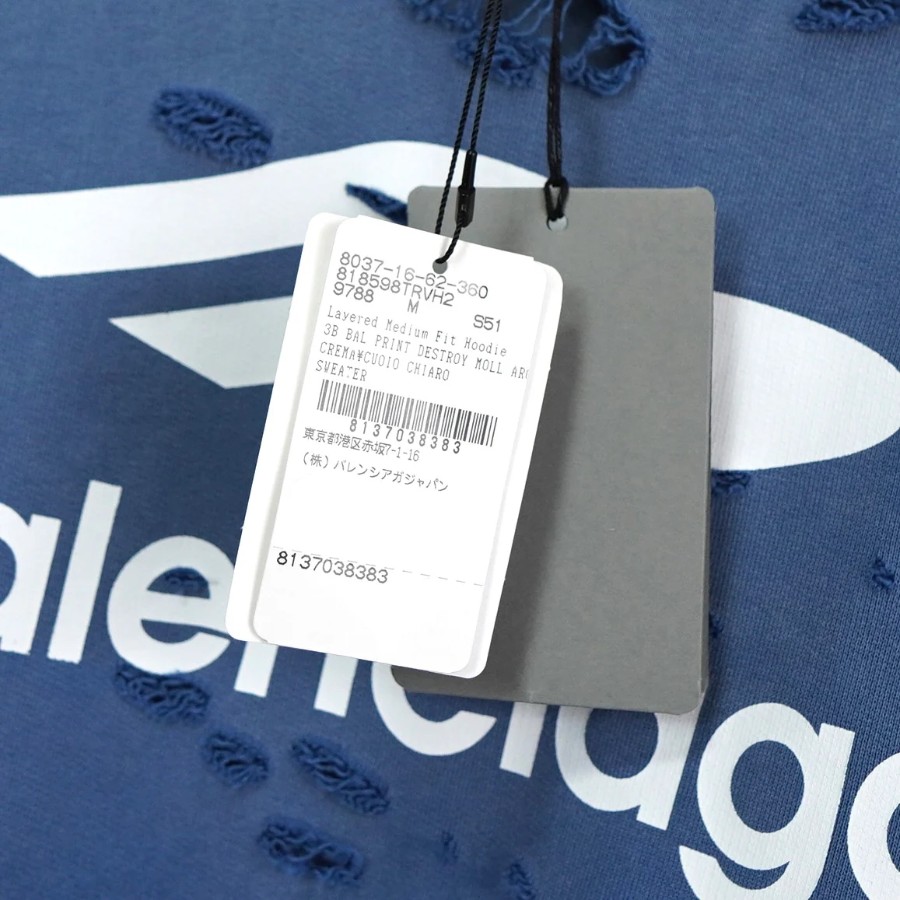 8037-16-62-360
818598TRVH2
9788 M S51
Layered Medium Fit Hoodie
3B BAL PRINT DESTROY MOLL ARC
CREMA¥CUOIO CHIARO
SWEATER
8137038383
東京都港区赤坂7-1-16
(株)バレンシアガジャパン
8137038383
alenciaga